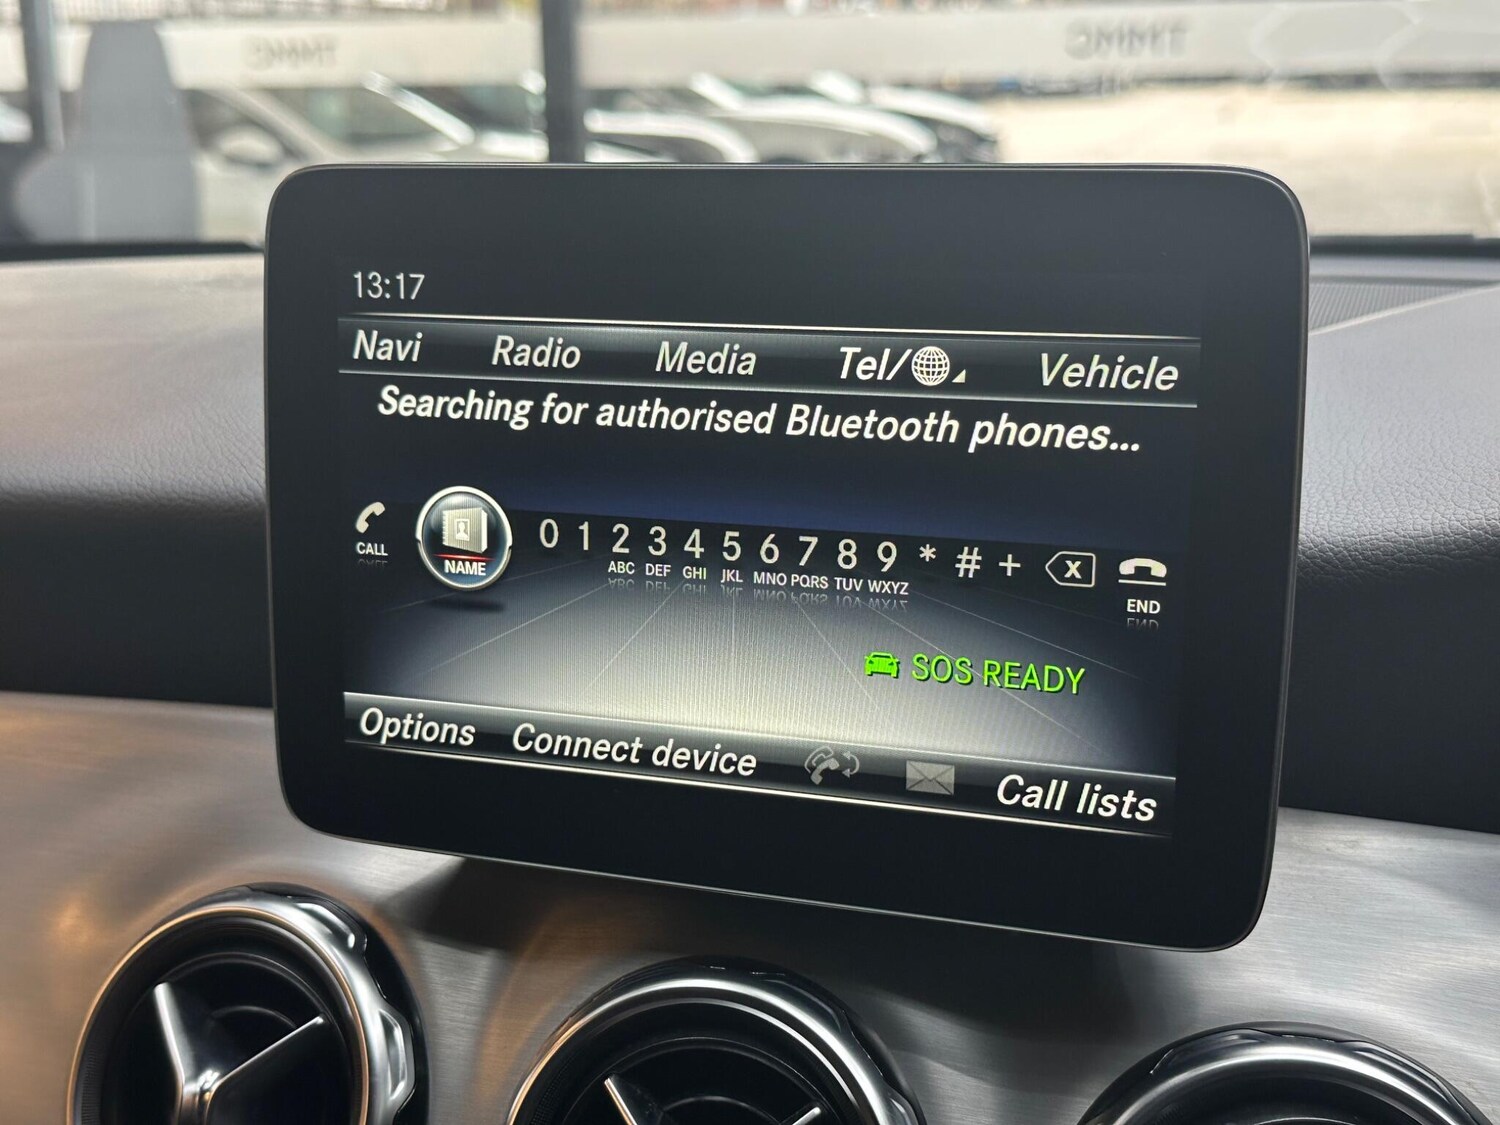 13:17
Navi Radio Media Tel/ Vehicle
Searching for authorised Bluetooth phones...
CALL NAME 0 1 2 3 4 5 6 7 8 9 * # + X END
ABC DEF GHI JKL MNO PQRS TUV WXYZ
SOS READY
Options Connect device Call lists